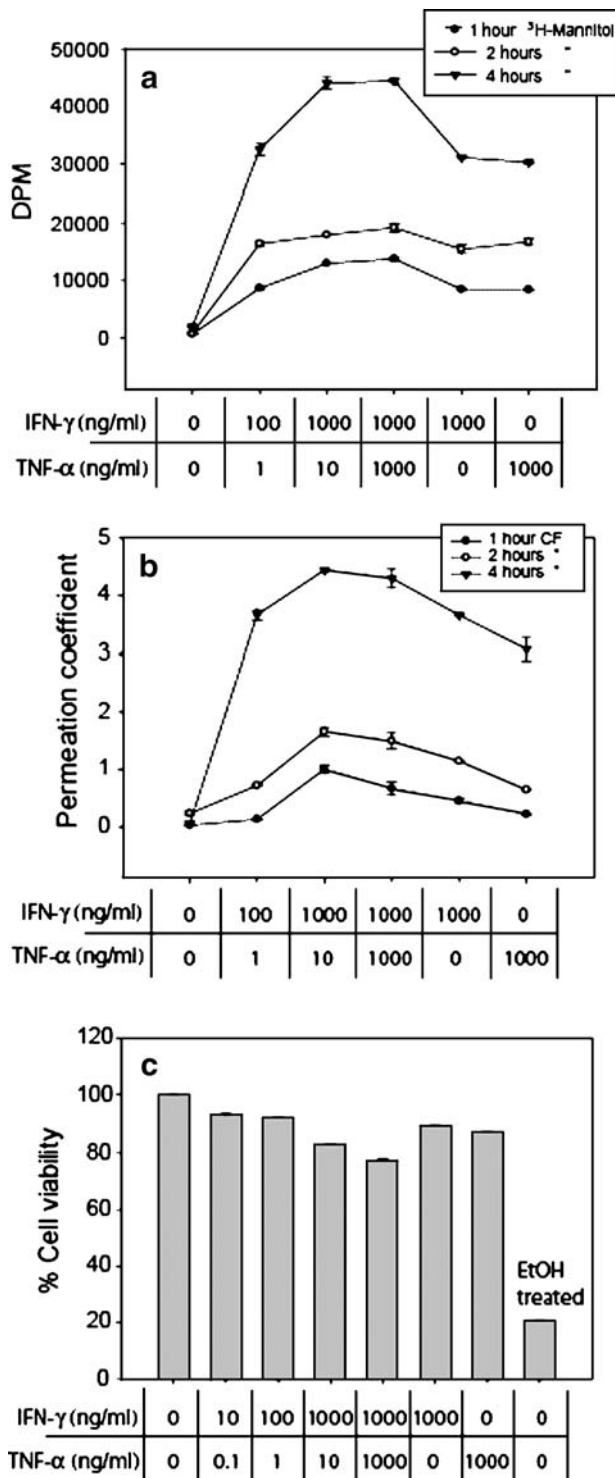 a
1 hour ³H-Mannitol
2 hours "
4 hours "
50000
40000
30000
20000
10000
0
DPM
IFN-γ (ng/ml) 0 100 1000 1000 1000 0
TNF-α (ng/ml) 0 1 10 1000 0 1000
b
1 hour CF
2 hours "
4 hours "
5
4
3
2
1
0
Permeation coefficient
IFN-γ (ng/ml) 0 100 1000 1000 1000 0
TNF-α (ng/ml) 0 1 10 1000 0 1000
c
120
100
80
60
40
20
0
% Cell viability
EtOH
treated
IFN-γ (ng/ml) 0 10 100 1000 1000 1000 0 0
TNF-α (ng/ml) 0 0.1 1 10 1000 0 1000 0